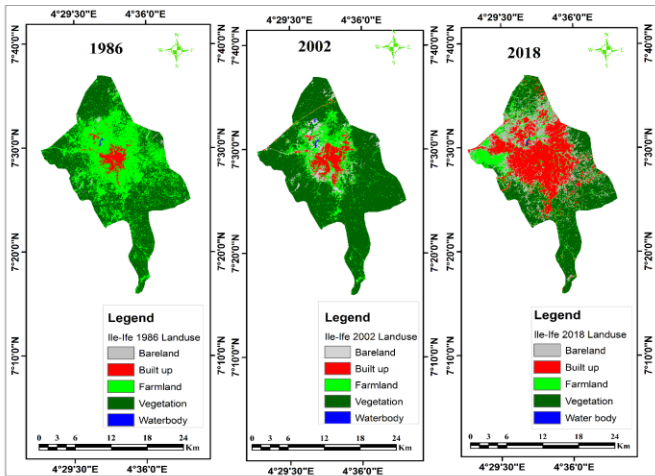 4°29'30"E 4°36'0"E
1986
7°40'0"N
7°30'0"N
7°20'0"N
7°10'0"N
N
W E
S
Legend
Ile-Ife 1986 Landuse
Bareland
Built up
Farmland
Vegetation
Waterbody
0 3 6 12 18 24
Km
4°29'30"E 4°36'0"E
4°29'30"E 4°36'0"E
2002
7°40'0"N
7°30'0"N
7°20'0"N
7°10'0"N
N
W E
S
Legend
Ile-Ife 2002 Landuse
Bareland
Built up
Farmland
Vegetation
Waterbody
0 3 6 12 18 24
Km
4°29'30"E 4°36'0"E
4°29'30"E 4°36'0"E
2018
7°40'0"N
7°30'0"N
7°20'0"N
7°10'0"N
N
W E
S
Legend
Ile-Ife 2018 Landuse
Bareland
Built up
Farmland
Vegetation
Water body
0 3 6 12 18 24
Km
4°29'30"E 4°36'0"E